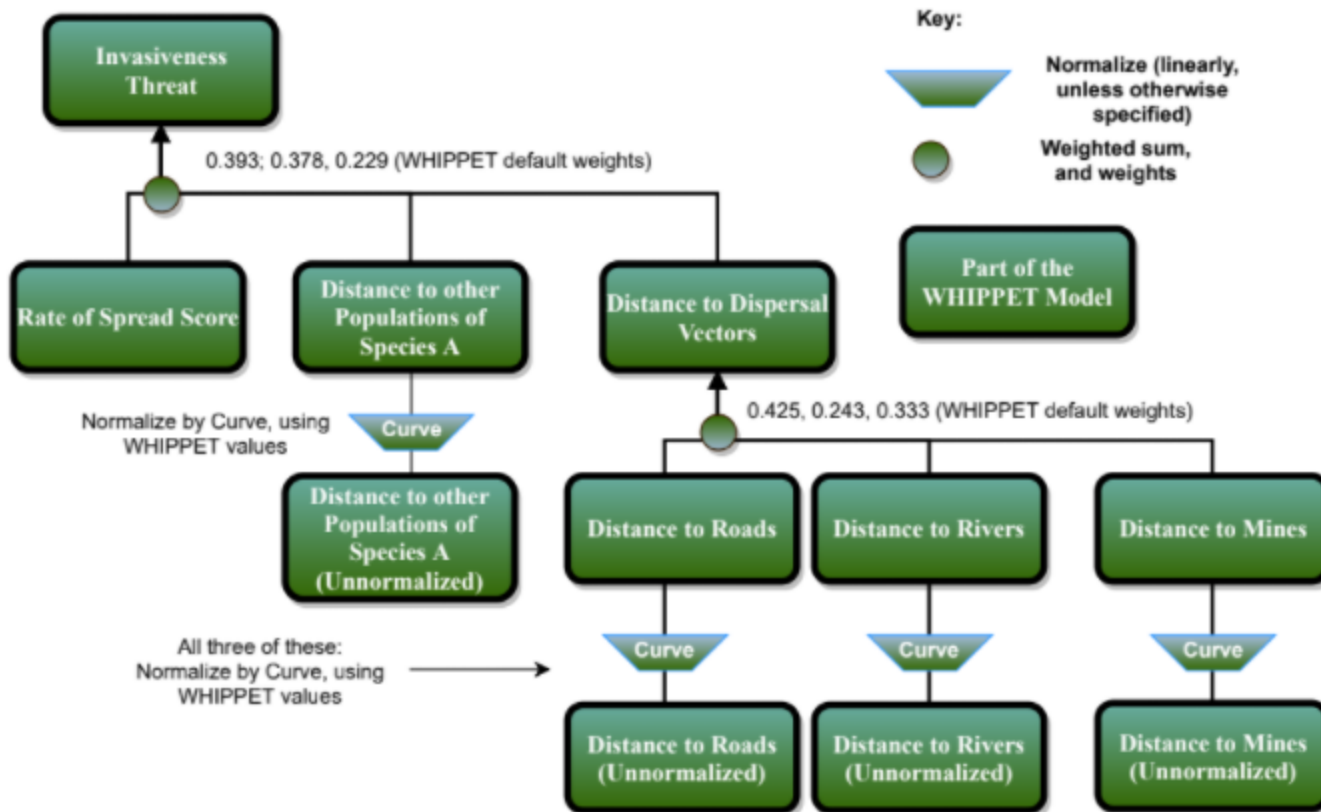 Key:
Invasiveness
Threat
Normalize (linearly,
unless otherwise
specified)
0.393; 0.378, 0.229 (WHIPPET default weights)
Weighted sum,
and weights
Part of the
WHIPPET Model
Rate of Spread Score
Distance to other
Populations of
Species A
Distance to Dispersal
Vectors
Normalize by Curve, using
WHIPPET values
Curve
0.425, 0.243, 0.333 (WHIPPET default weights)
Distance to other
Populations of
Species A
(Unnormalized)
Distance to Roads
Distance to Rivers
Distance to Mines
All three of these:
Normalize by Curve, using
WHIPPET values
Curve
Curve
Curve
Distance to Roads
(Unnormalized)
Distance to Rivers
(Unnormalized)
Distance to Mines
(Unnormalized)